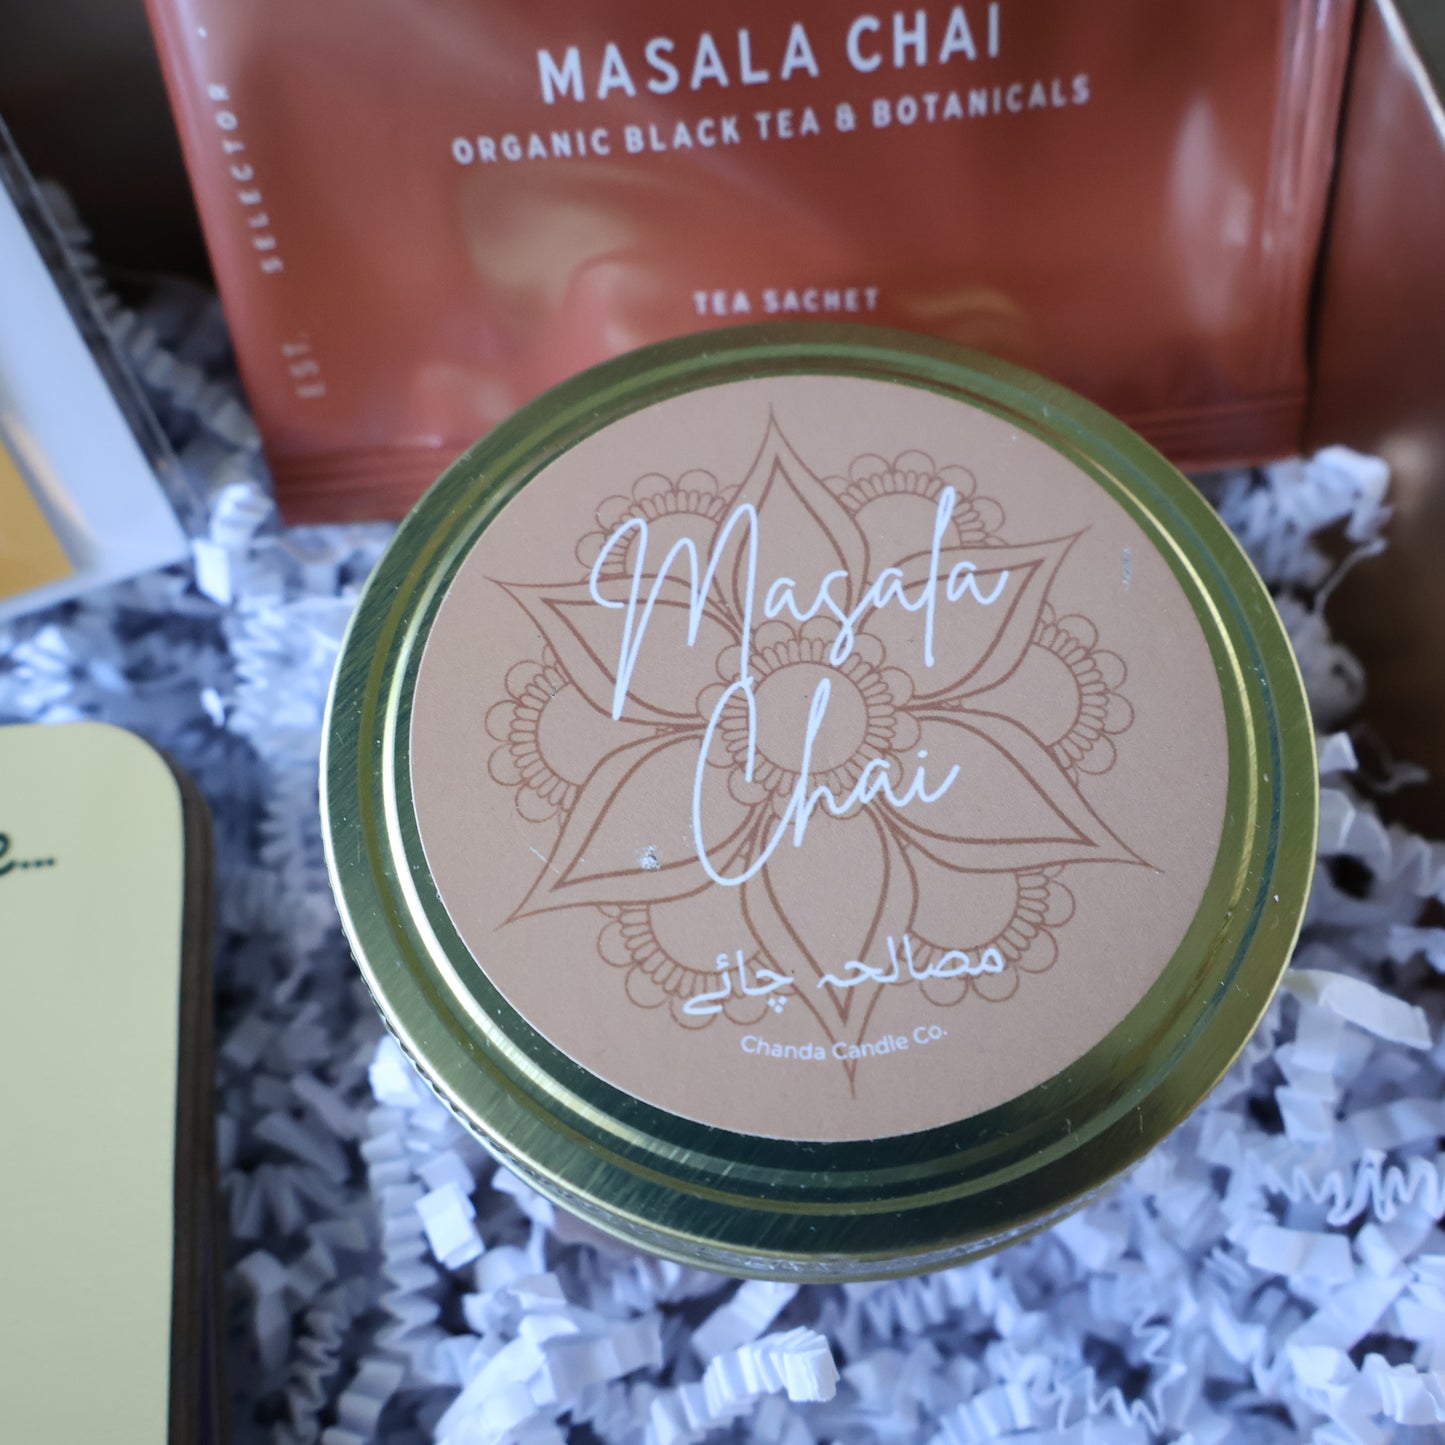 MASALA CHAI
ORGANIC BLACK TEA & BOTANICALS
TEA SACHET
SELECTOR
EST.
Masala
Chai
مصالحہ چائے
Chanda Candle Co.